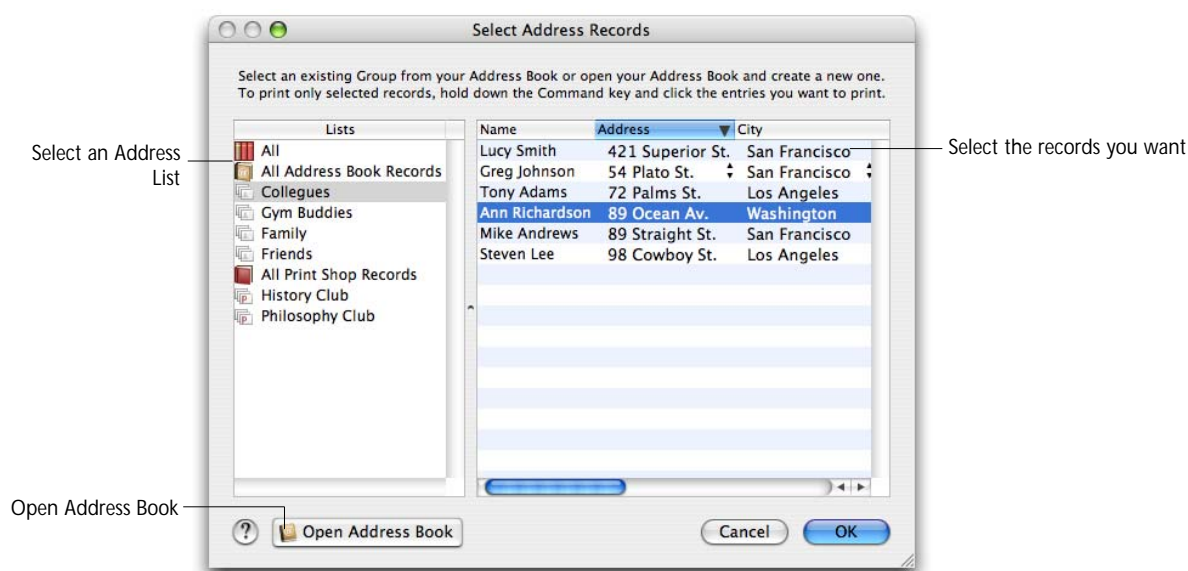 Select Address Records
Select an existing Group from your Address Book or open your Address Book and create a new one.
To print only selected records, hold down the Command key and click the entries you want to print.
Lists
All
All Address Book Records
Collegues
Gym Buddies
Family
Friends
All Print Shop Records
History Club
Philosophy Club
Name Address City
Lucy Smith 421 Superior St. San Francisco
Greg Johnson 54 Plato St. San Francisco
Tony Adams 72 Palms St. Los Angeles
Ann Richardson 89 Ocean Av. Washington
Mike Andrews 89 Straight St. San Francisco
Steven Lee 98 Cowboy St. Los Angeles
Select an Address
List
Select the records you want
Open Address Book
? Open Address Book
Cancel
OK